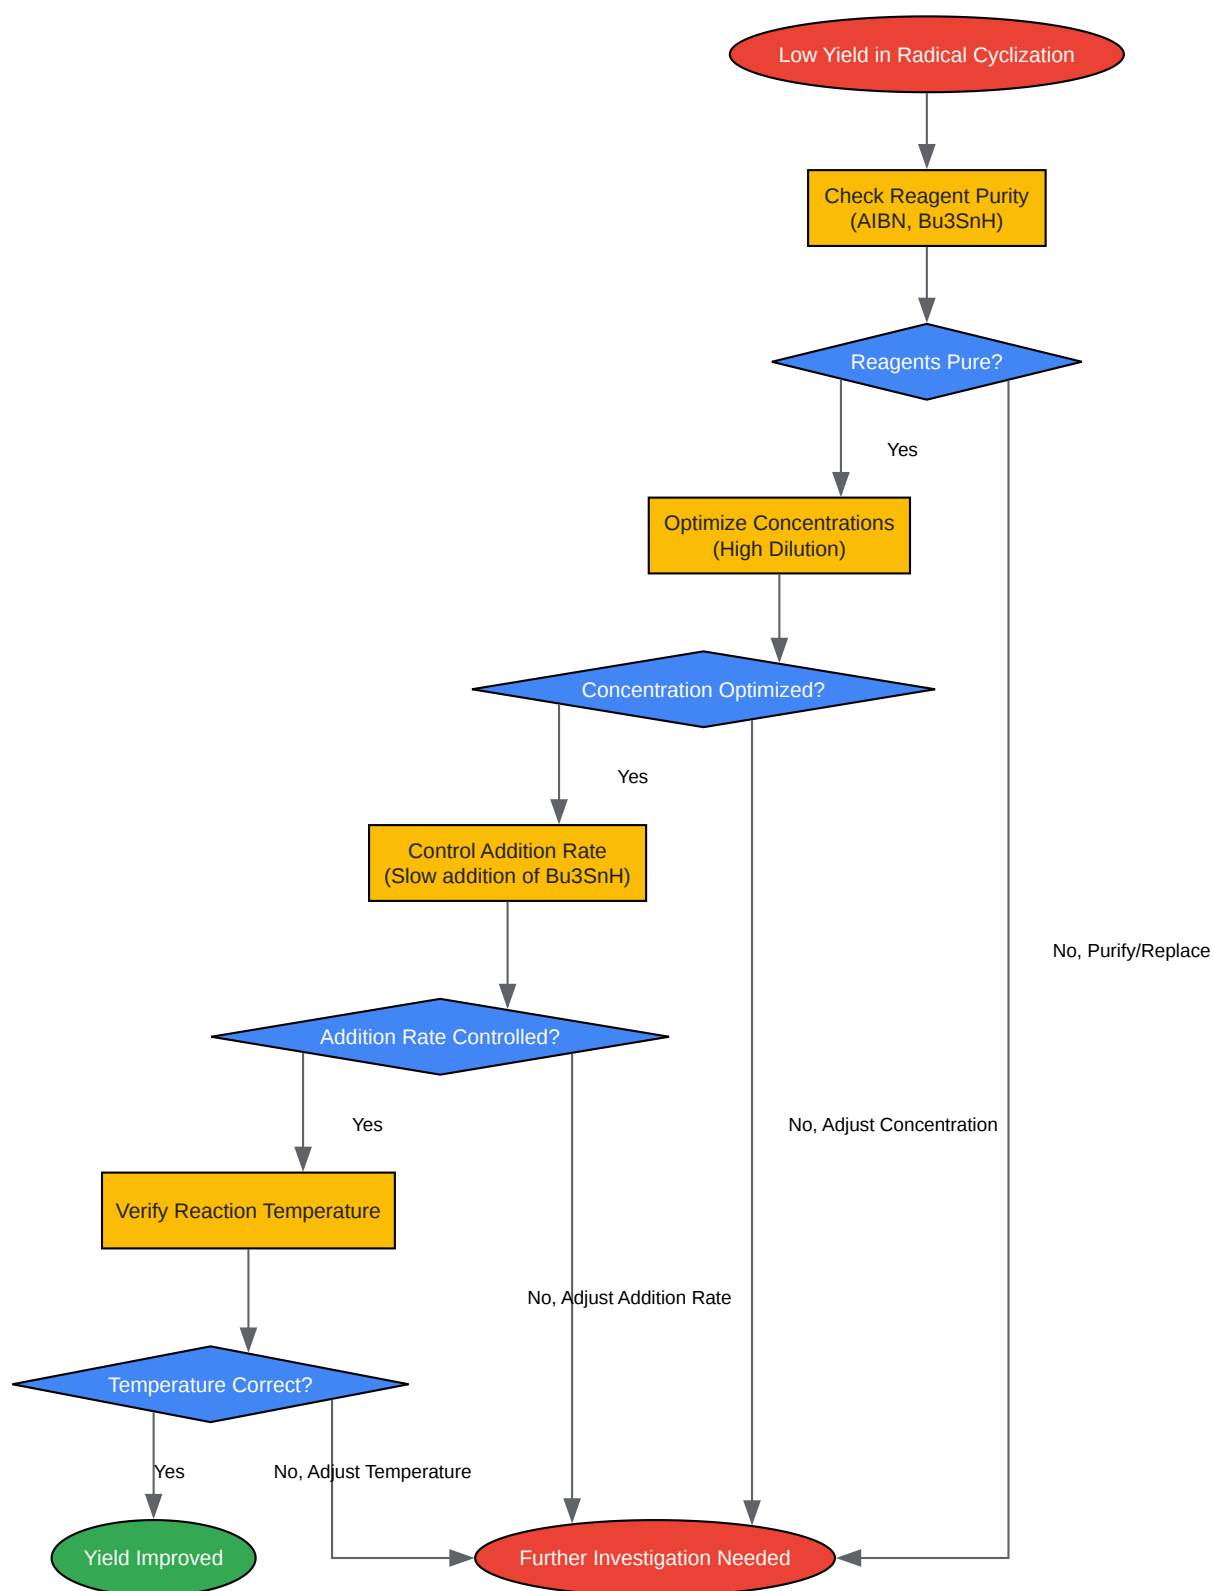 Low Yield in Radical Cyclization
Check Reagent Purity
(AIBN, Bu3SnH)
Reagents Pure?
Yes
Optimize Concentrations
(High Dilution)
Concentration Optimized?
Yes
Control Addition Rate
(Slow addition of Bu3SnH)
No, Purify/Replace
Addition Rate Controlled?
Yes
No, Adjust Concentration
Verify Reaction Temperature
No, Adjust Addition Rate
Temperature Correct?
Yes
No, Adjust Temperature
Yield Improved
Further Investigation Needed